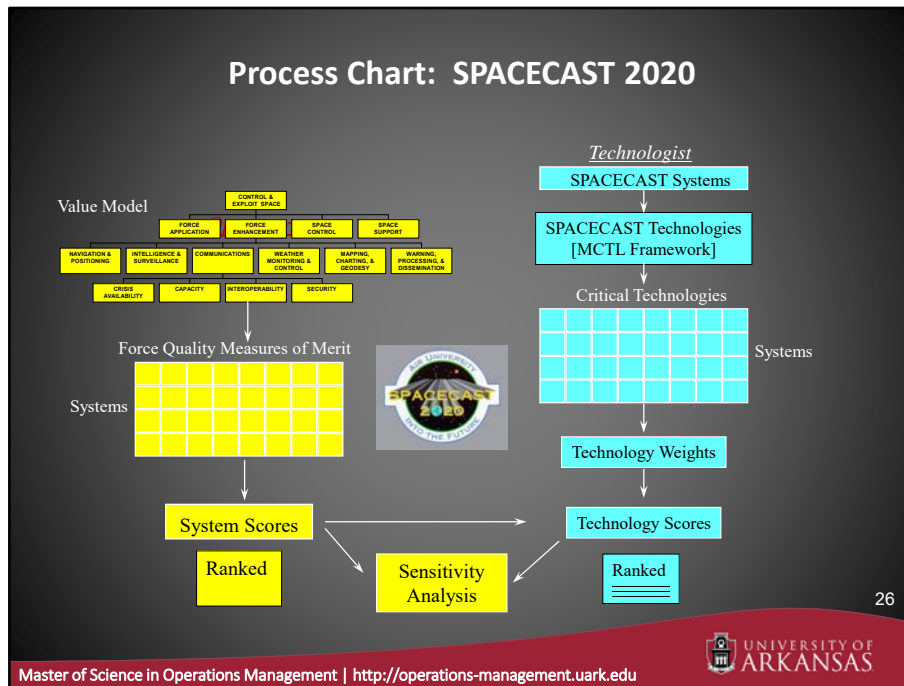 Process Chart: SPACECAST 2020
Value Model
CONTROL &
EXPLOIT SPACE
FORCE
APPLICATION
FORCE
ENHANCEMENT
SPACE
CONTROL
SPACE
SUPPORT
NAVIGATION &
POSITIONING
INTELLIGENCE &
SURVEILLANCE
COMMUNICATIONS
WEATHER
MONITORING &
CONTROL
MAPPING,
CHARTING, &
GEODESY
WARNING,
PROCESSING, &
DISSEMINATION
CRISIS
AVAILABILITY
CAPACITY
INTEROPERABILITY
SECURITY
Force Quality Measures of Merit
Systems
System Scores
Ranked
AIR UNIVERSITY
SPACECAST
2020
INTO THE FUTURE
Sensitivity
Analysis
Technologist
SPACECAST Systems
SPACECAST Technologies
[MCTL Framework]
Critical Technologies
Systems
Technology Weights
Technology Scores
Ranked
26
Master of Science in Operations Management | http://operations-management.uark.edu
UNIVERSITY OF
ARKANSAS